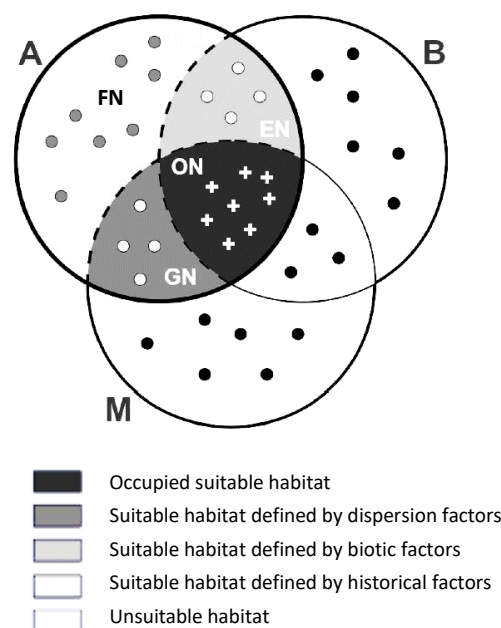 A
B
FN
EN
ON
GN
M
Occupied suitable habitat
Suitable habitat defined by dispersion factors
Suitable habitat defined by biotic factors
Suitable habitat defined by historical factors
Unsuitable habitat